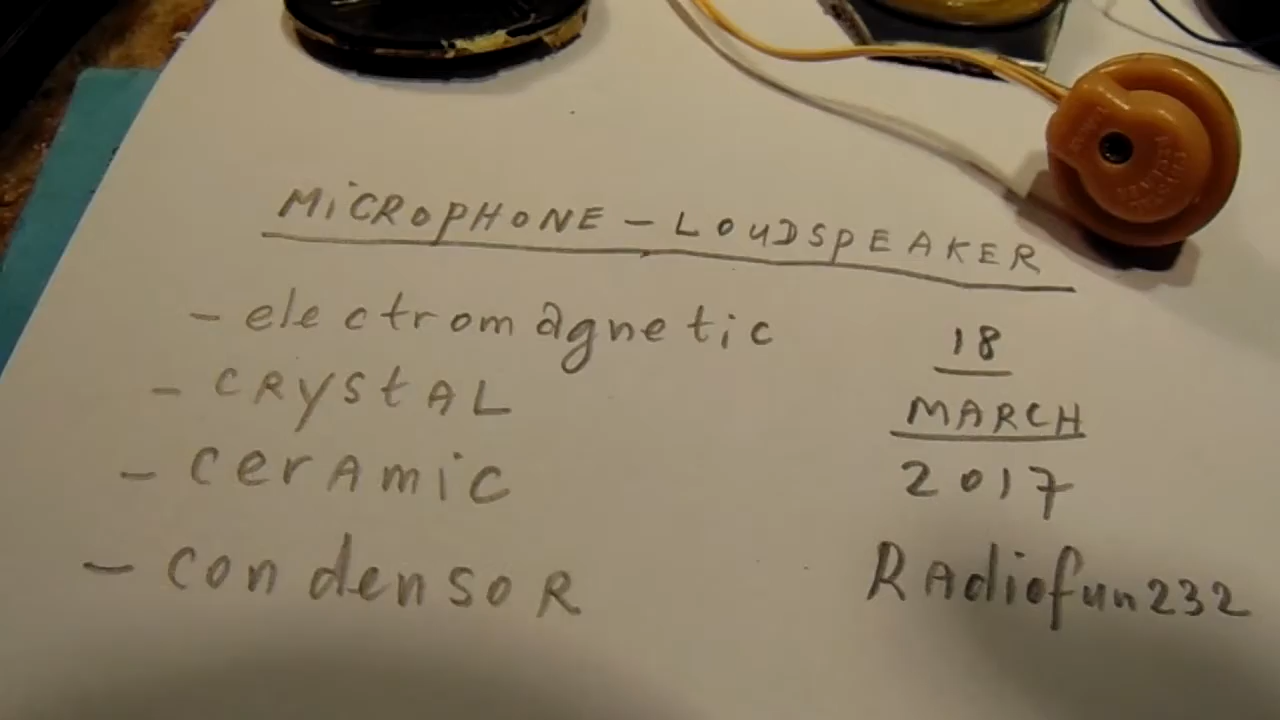 MiCROPHONE - LOUDSPEAKER
- electromagnetic
- CRYStAL
- CerAmiC
- condensoR
18
MARCH
2017
RAdiofun232